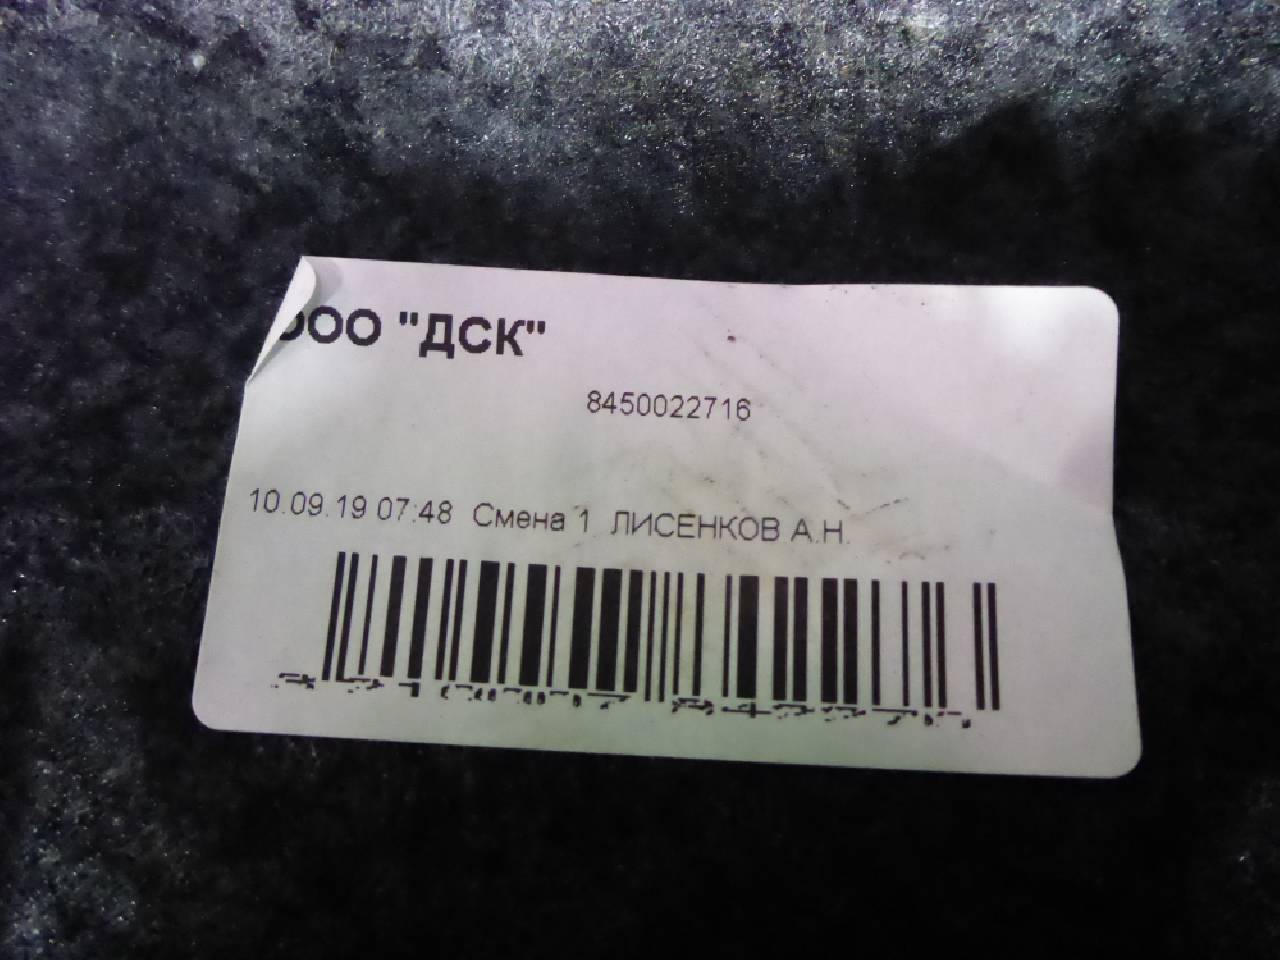 ООО "ДСК"
8450022716
10.09.19 07:48 Смена 1 ЛИСЕНКОВ А.Н.